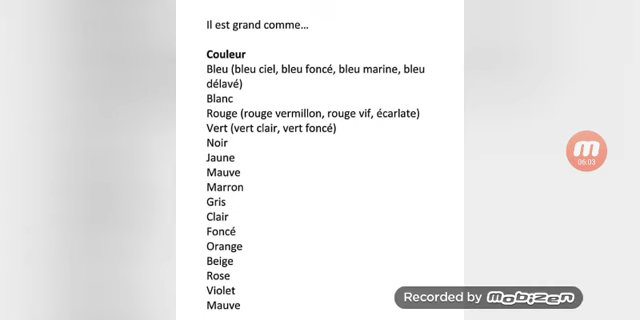 Il est grand comme...
Couleur
Bleu (bleu ciel, bleu foncé, bleu marine, bleu
délavé)
Blanc
Rouge (rouge vermillon, rouge vif, écarlate)
Vert (vert clair, vert foncé)
Noir
Jaune
Mauve
Marron
Gris
Clair
Foncé
Orange
Beige
Rose
Violet
Mauve
06:03
Recorded by mobizen